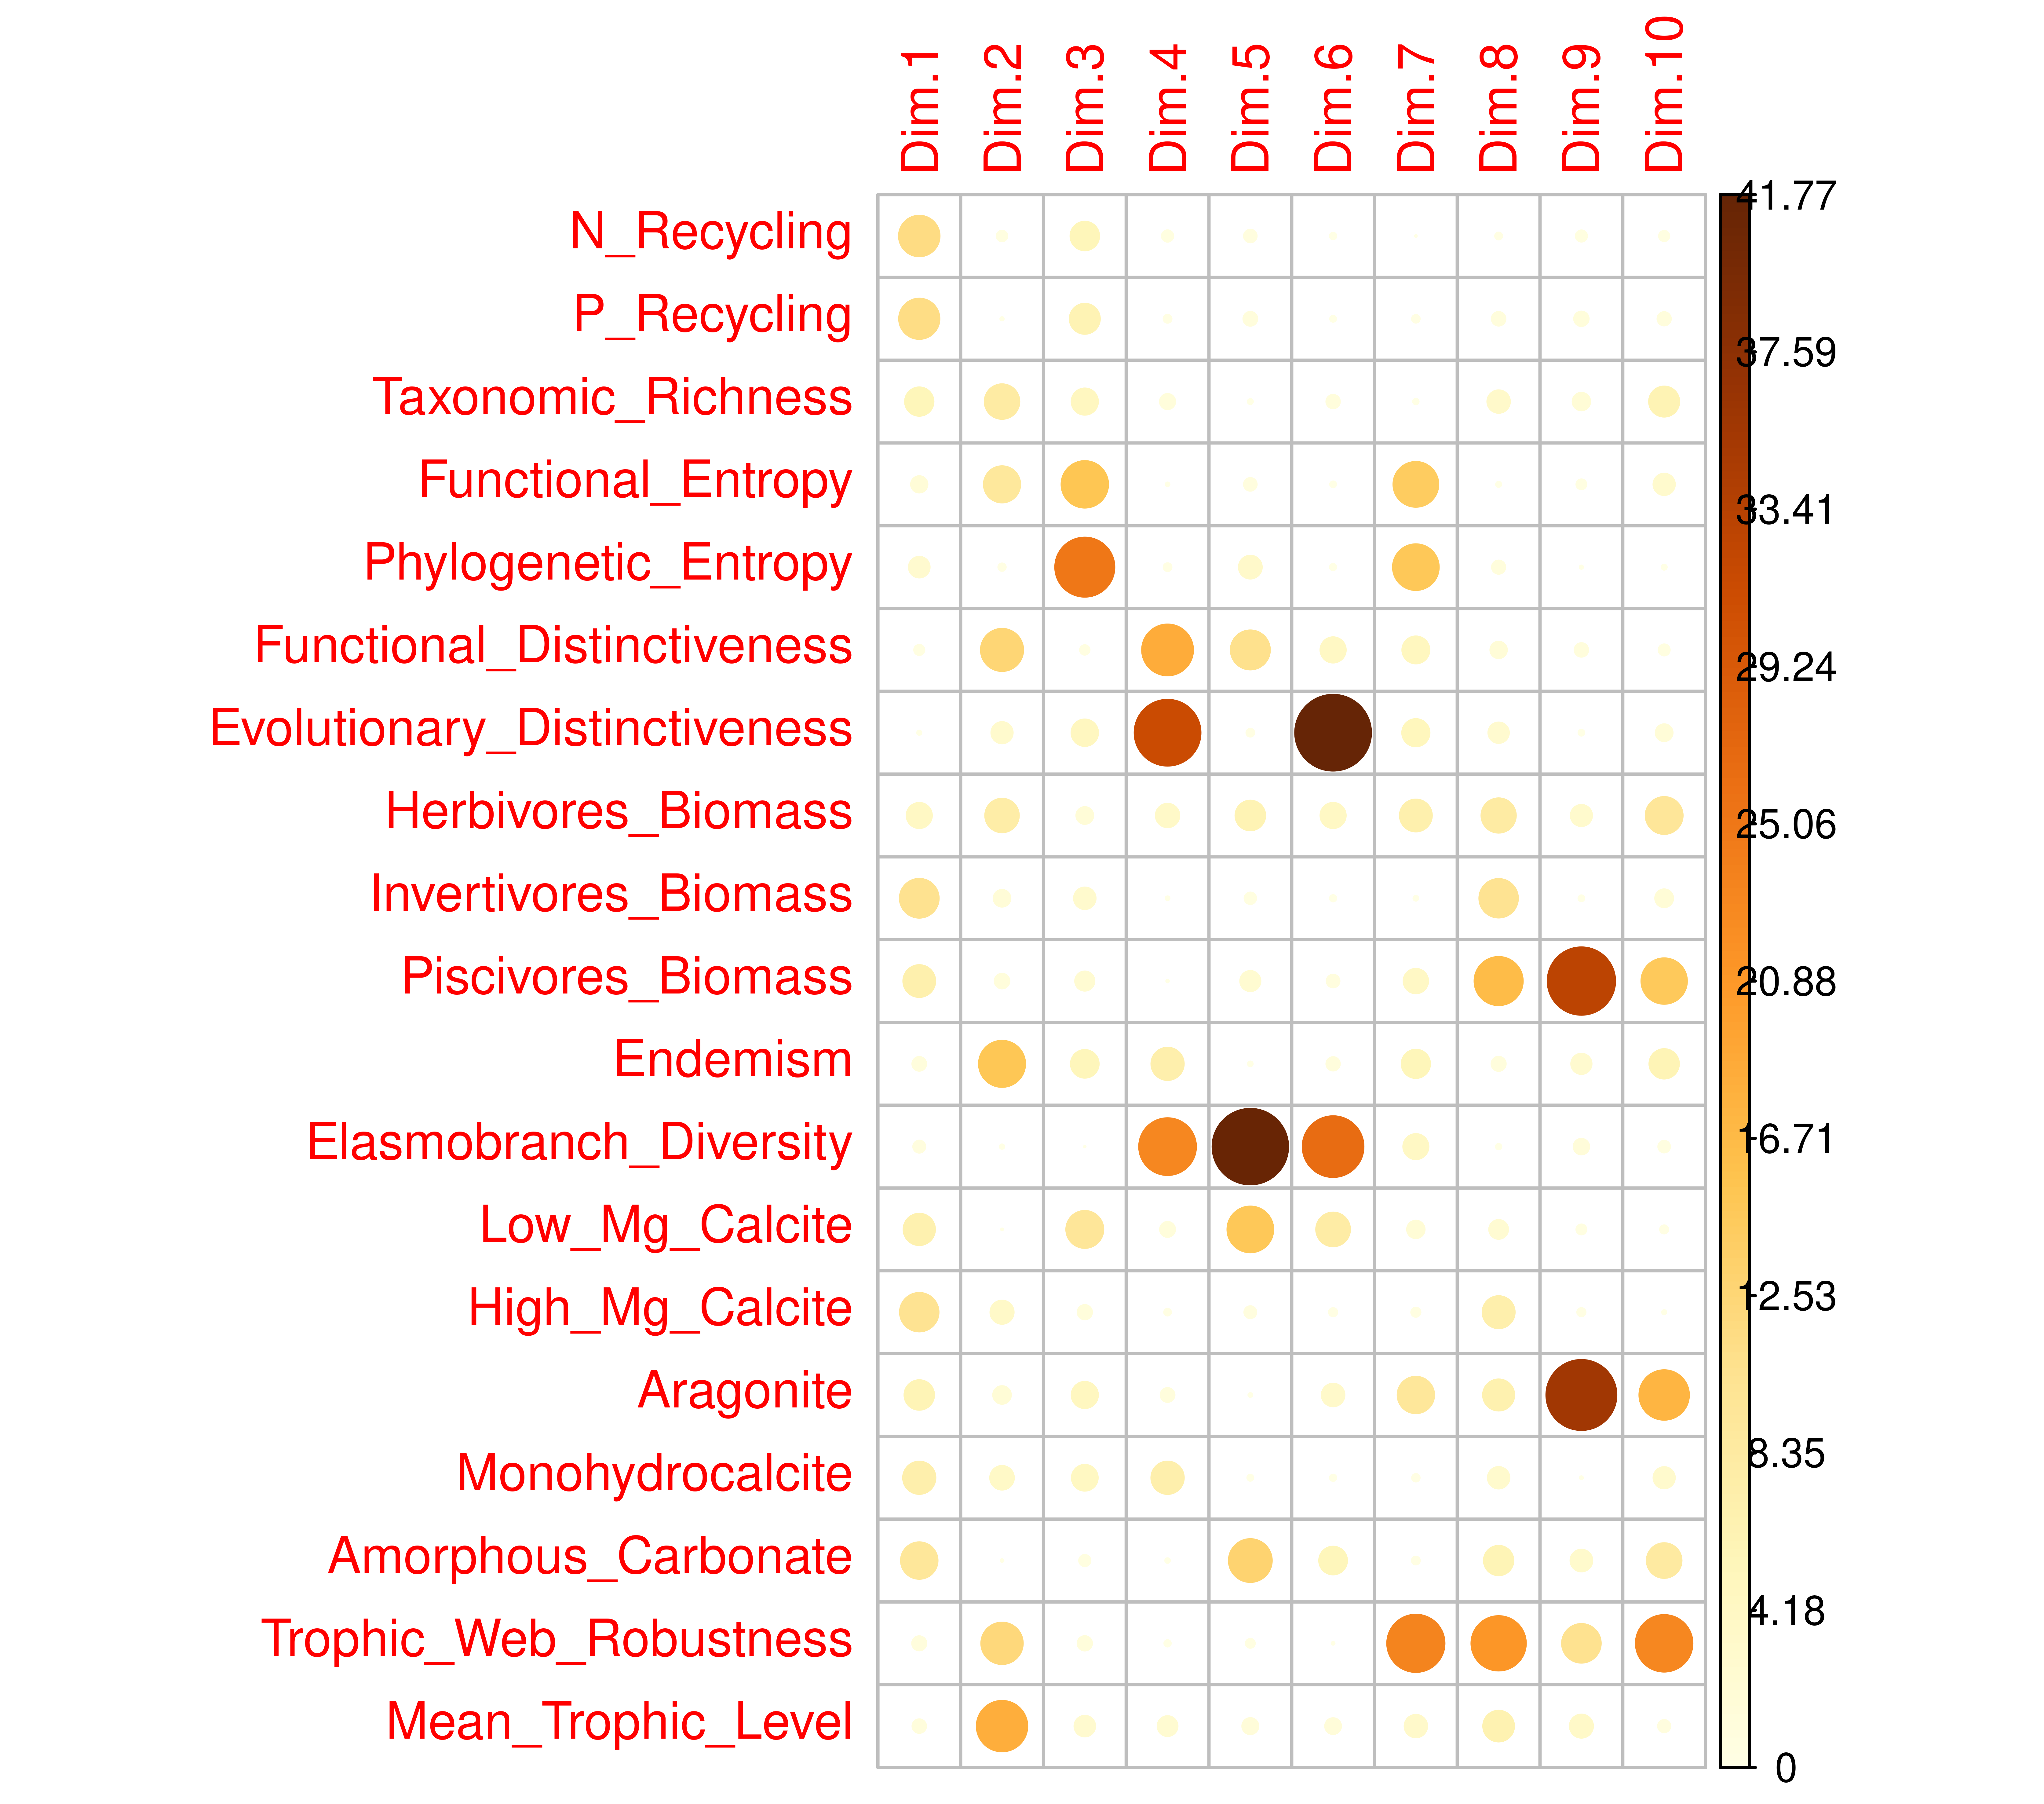 Dim.1 Dim.2 Dim.3 Dim.4 Dim.5 Dim.6 Dim.7 Dim.8 Dim.9 Dim.10
N_Recycling
P_Recycling
Taxonomic_Richness
Functional_Entropy
Phylogenetic_Entropy
Functional_Distinctiveness
Evolutionary_Distinctiveness
Herbivores_Biomass
Invertivores_Biomass
Piscivores_Biomass
Endemism
Elasmobranch_Diversity
Low_Mg_Calcite
High_Mg_Calcite
Aragonite
Monohydrocalcite
Amorphous_Carbonate
Trophic_Web_Robustness
Mean_Trophic_Level
41.77
37.59
33.41
29.24
25.06
20.88
16.71
12.53
8.35
4.18
0